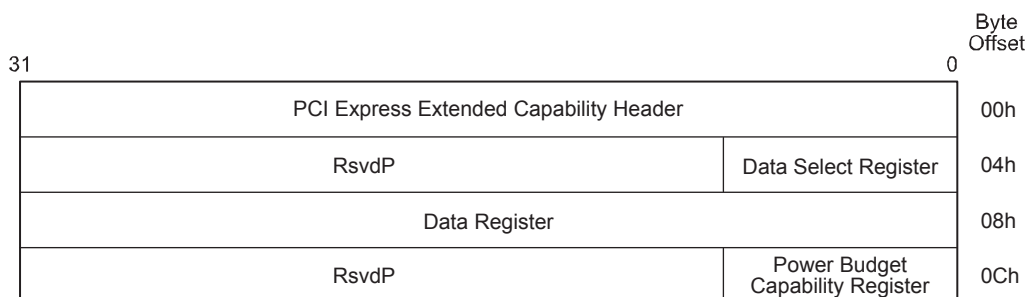 Byte
Offset
31
0
PCI Express Extended Capability Header
00h
RsvdP
Data Select Register
04h
Data Register
08h
RsvdP
Power Budget
Capability Register
0Ch